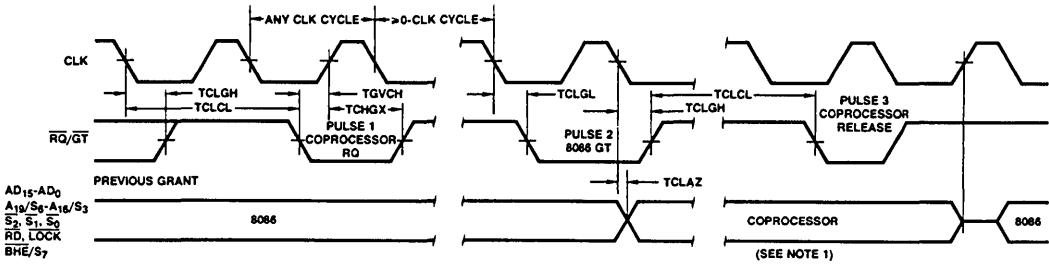 ANY CLK CYCLE
≥0-CLK CYCLE
CLK
TCLGH
TCLCL
TGVCH
TCHGX
TCLGL
TCLCL
TCLGH
RQ/GT
PULSE 1
COPROCESSOR
RQ
PULSE 2
8086 GT
PULSE 3
COPROCESSOR
RELEASE
PREVIOUS GRANT
TCLAZ
AD15-AD0
A19/S6-A16/S3
S2, S1, S0
RD, LOCK
BHE/S7
8086
COPROCESSOR
8086
(SEE NOTE 1)